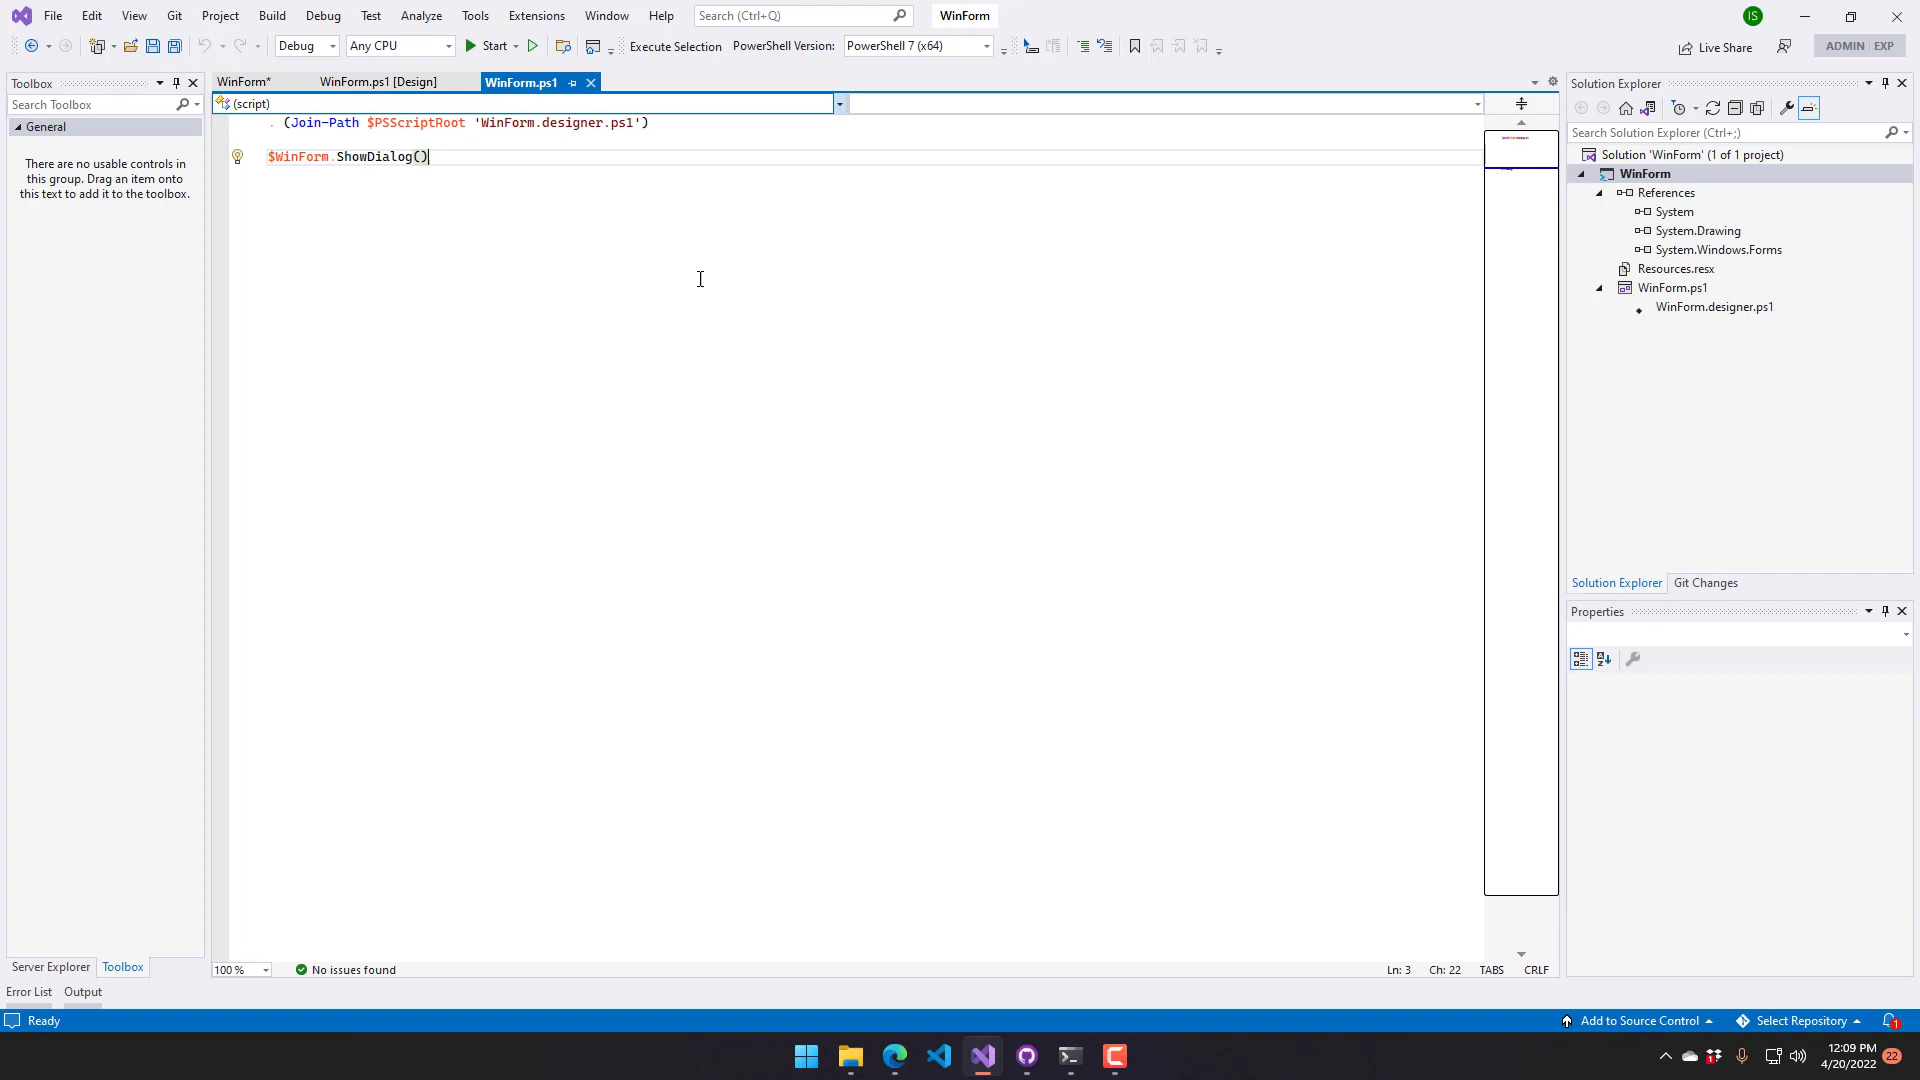 File Edit View Git Project Build Debug Test Analyze Tools Extensions Window Help Search (Ctrl+Q) WinForm IS
Debug Any CPU Start Execute Selection PowerShell Version: PowerShell 7 (x64) Live Share ADMIN EXP
Toolbox
Search Toolbox
General
There are no usable controls in
this group. Drag an item onto
this text to add it to the toolbox.
Server Explorer Toolbox
WinForm* WinForm.ps1 [Design] WinForm.ps1
(script)
. (Join-Path $PSScriptRoot 'WinForm.designer.ps1')
$WinForm.ShowDialog()
100 % No issues found Ln: 3 Ch: 22 TABS CRLF
Solution Explorer
Search Solution Explorer (Ctrl+;)
Solution 'WinForm' (1 of 1 project)
WinForm
References
System
System.Drawing
System.Windows.Forms
Resources.resx
WinForm.ps1
WinForm.designer.ps1
Solution Explorer Git Changes
Properties
Error List Output
Ready Add to Source Control Select Repository 1
12:09 PM
4/20/2022
22